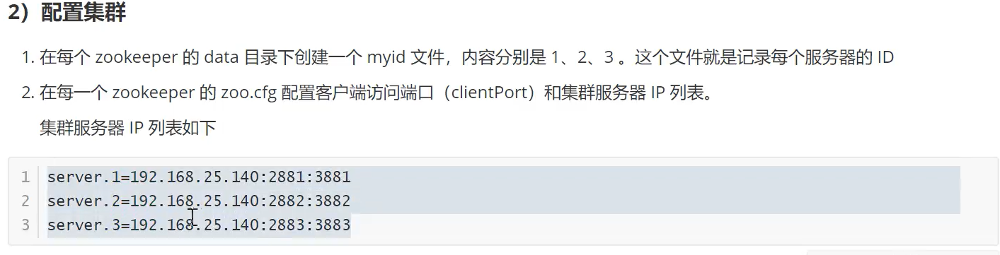 2）配置集群
1. 在每个 zookeeper 的 data 目录下创建一个 myid 文件，内容分别是 1、2、3 。这个文件就是记录每个服务器的 ID
2. 在每一个 zookeeper 的 zoo.cfg 配置客户端访问端口（clientPort）和集群服务器 IP 列表。
集群服务器 IP 列表如下
1 server.1=192.168.25.140:2881:3881
2 server.2=192.168.25.140:2882:3882
3 server.3=192.168.25.140:2883:3883